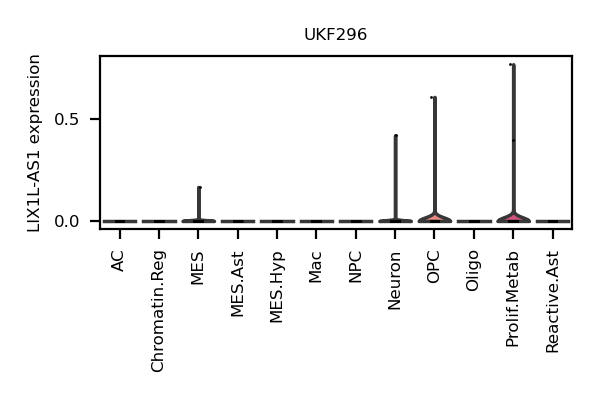 UKF296
LIX1L-AS1 expression
0.5
0.0
AC
Chromatin.Reg
MES
MES.Ast
MES.Hyp
Mac
NPC
Neuron
OPC
Oligo
Prolif.Metab
Reactive.Ast